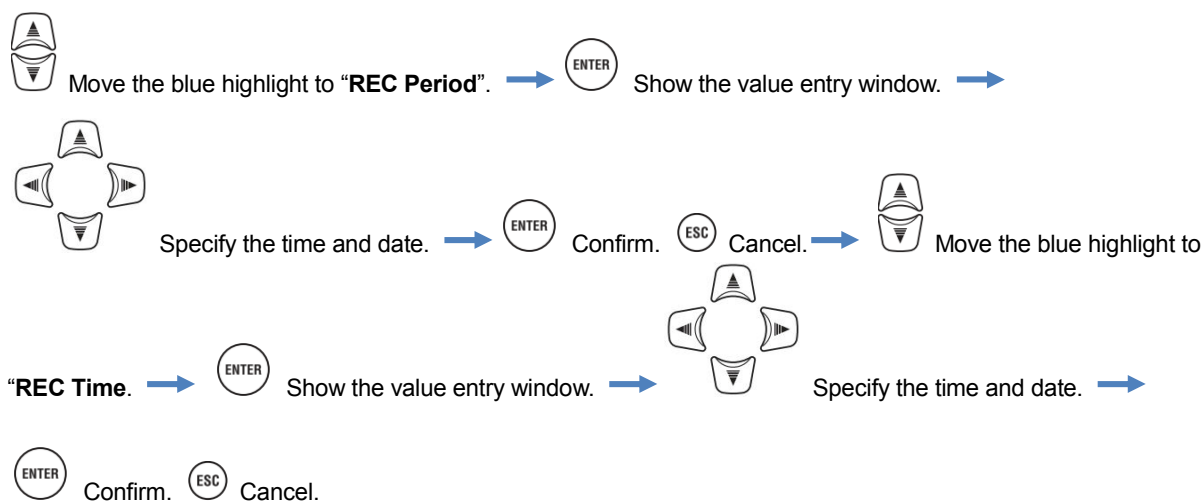 Move the blue highlight to “REC Period”. ENTER Show the value entry window.
Specify the time and date. ENTER Confirm. ESC Cancel. Move the blue highlight to
“REC Time. ENTER Show the value entry window. Specify the time and date.
ENTER Confirm. ESC Cancel.